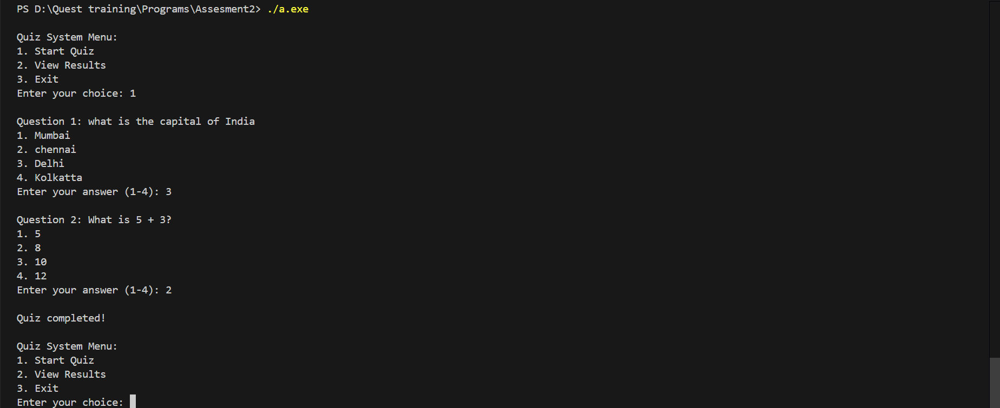 PS D:\Quest training\Programs\Assesment2> ./a.exe
Quiz System Menu:
1. Start Quiz
2. View Results
3. Exit
Enter your choice: 1
Question 1: what is the capital of India
1. Mumbai
2. chennai
3. Delhi
4. Kolkatta
Enter your answer (1-4): 3
Question 2: What is 5 + 3?
1. 5
2. 8
3. 10
4. 12
Enter your answer (1-4): 2
Quiz completed!
Quiz System Menu:
1. Start Quiz
2. View Results
3. Exit
Enter your choice: